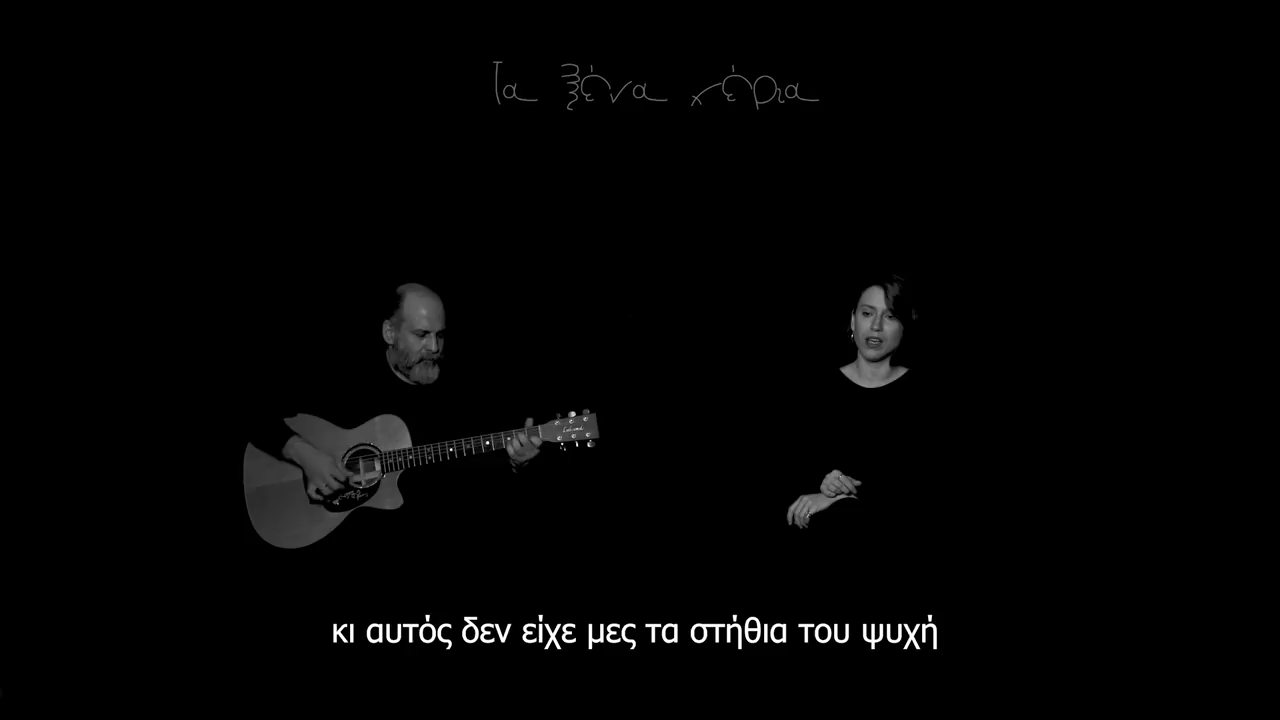 Τα ξένα χέρια
κι αυτός δεν είχε μες τα στήθια του ψυχή